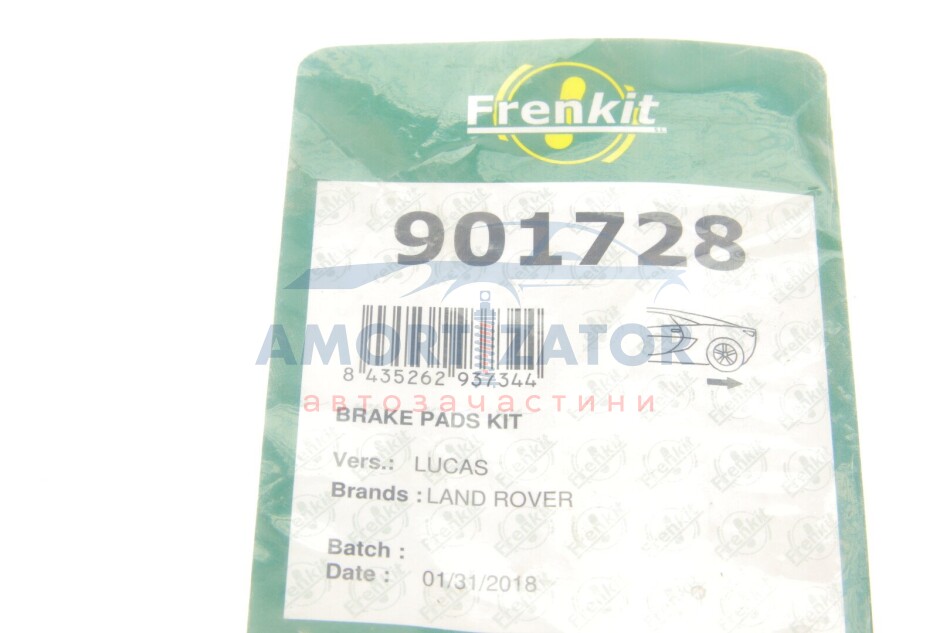 Frenkit
901728
AMORTIZATOR
8 435262 937344
автозачастини
BRAKE PADS KIT
Vers.: LUCAS
Brands : LAND ROVER
Batch :
Date : 01/31/2018